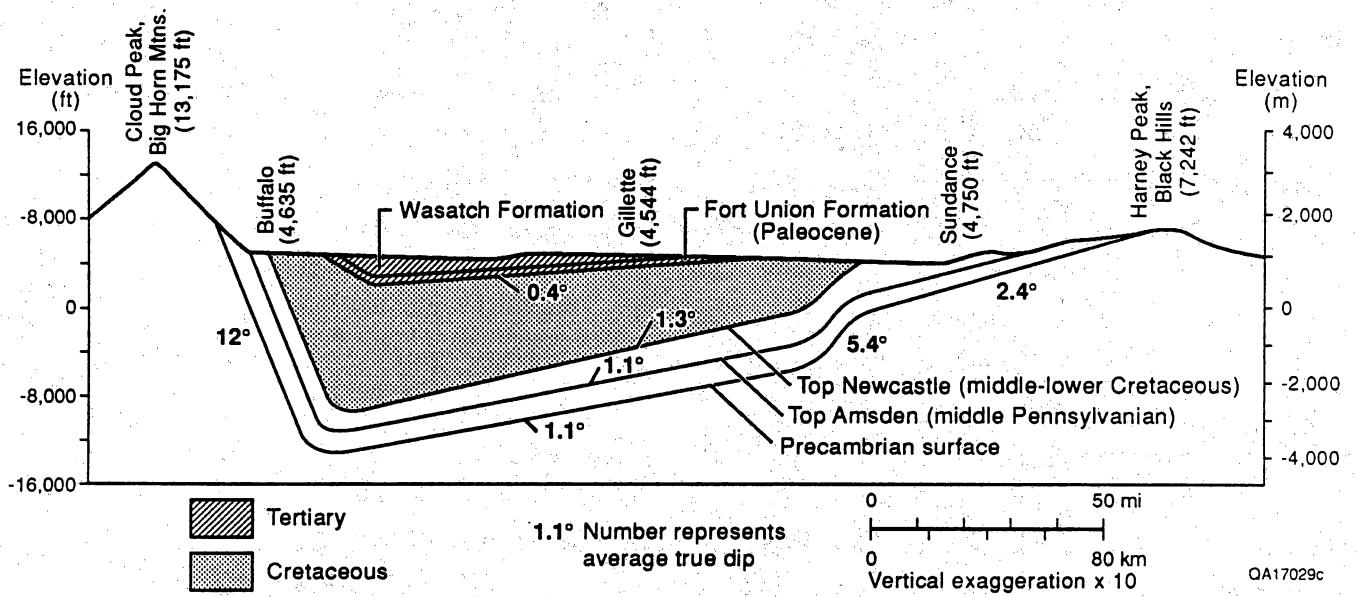 Cloud Peak,
Big Horn Mtns.
(13,175 ft)
Elevation
(ft)
16,000
-8,000
0
-8,000
-16,000
Buffalo
(4,635 ft)
Wasatch Formation
Gillette
(4,544 ft)
Fort Union Formation
(Paleocene)
Sundance
(4,750 ft)
Harney Peak,
Black Hills
(7,242 ft)
Elevation
(m)
4,000
2,000
0
-2,000
-4,000
12°
0.4°
1.3°
1.1°
1.1°
5.4°
2.4°
Top Newcastle (middle-lower Cretaceous)
Top Amsden (middle Pennsylvanian)
Precambrian surface
Tertiary
Cretaceous
1.1° Number represents
average true dip
0 50 mi
0 80 km
Vertical exaggeration x 10
QA17029c